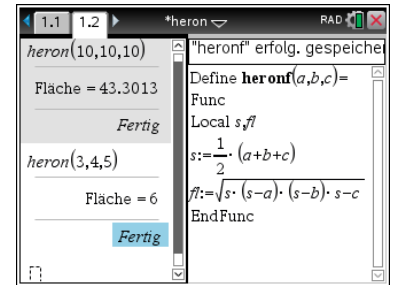 1.1 1.2 *heron RAD
heron(10,10,10)
Fläche = 43.3013
Fertig
heron(3,4,5)
Fläche = 6
Fertig
"heronf" erfolg. gespeicher
Define heronf(a,b,c)=
Func
Local s,fl
s:=1/2· (a+b+c)
fl:=√s· (s−a)· (s−b)· s−c
EndFunc